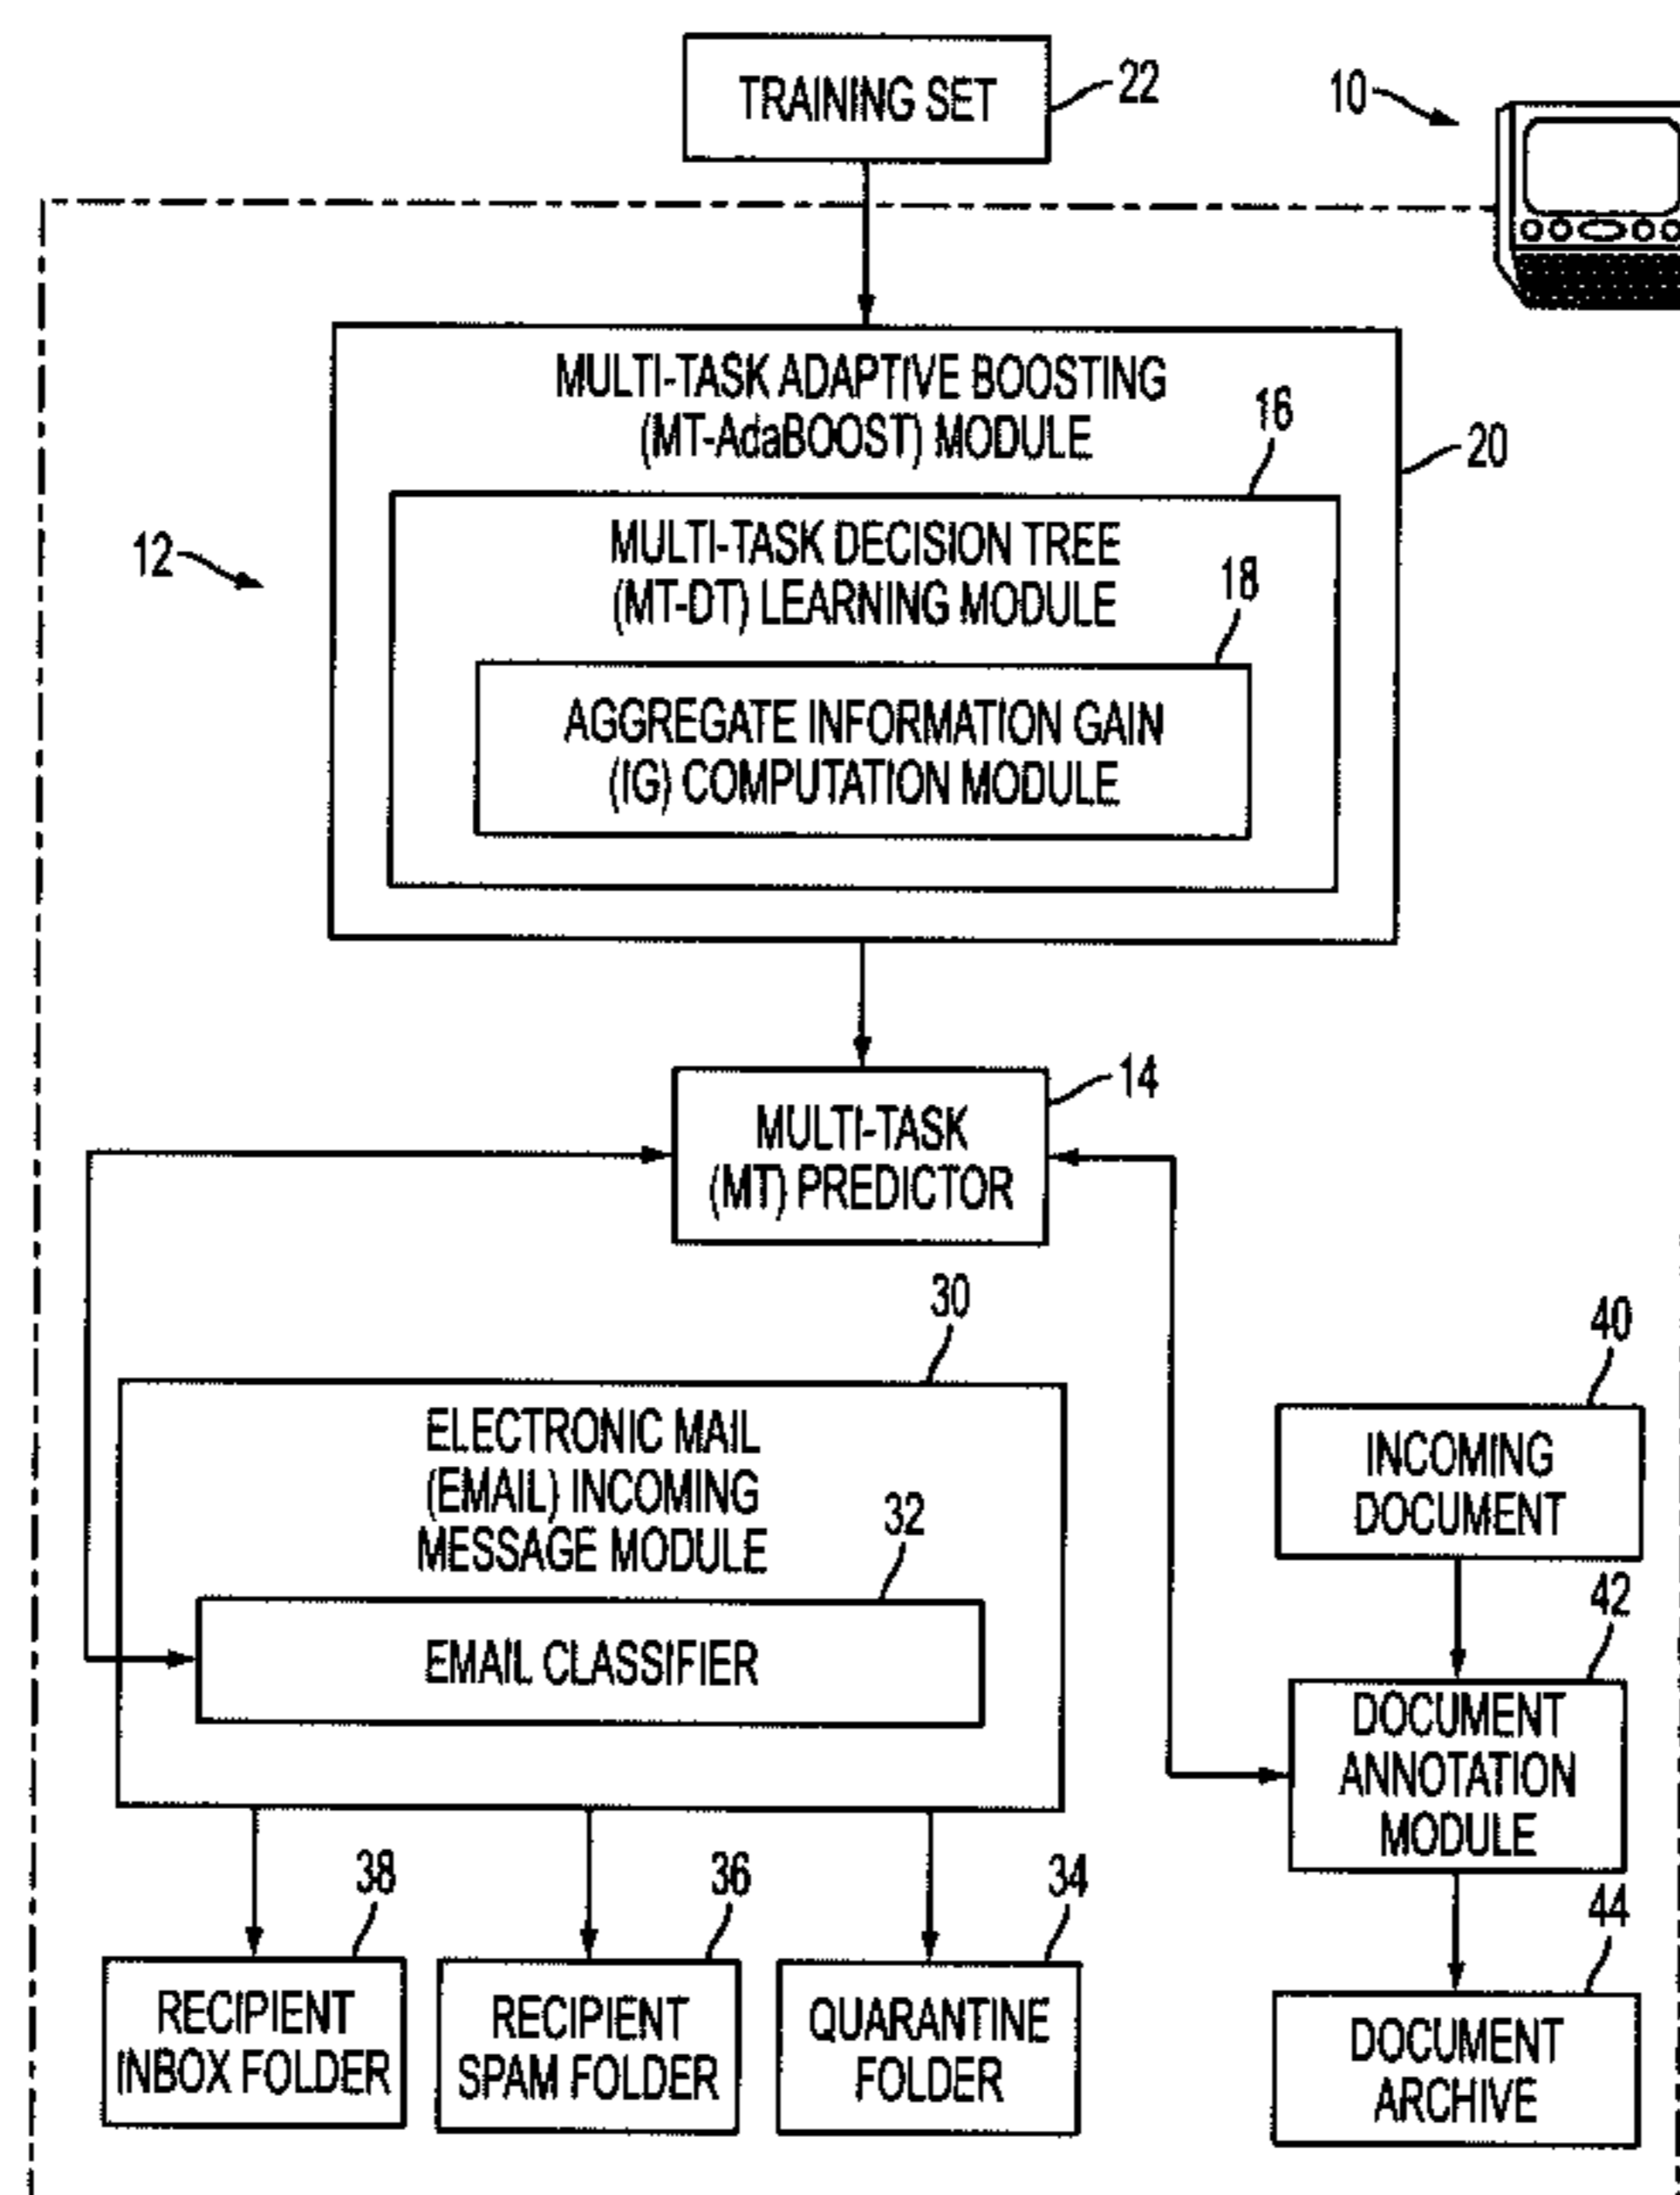 TRAINING SET
22
10
MULTI-TASK ADAPTIVE BOOSTING
(MT-AdaBOOST) MODULE
16
20
12
MULTI-TASK DECISION TREE
(MT-DT) LEARNING MODULE
18
AGGREGATE INFORMATION GAIN
(IG) COMPUTATION MODULE
14
MULTI-TASK
(MT) PREDICTOR
30
ELECTRONIC MAIL
(EMAIL) INCOMING
MESSAGE MODULE
32
EMAIL CLASSIFIER
40
INCOMING
DOCUMENT
42
DOCUMENT
ANNOTATION
MODULE
38
36
34
44
RECIPIENT
INBOX FOLDER
RECIPIENT
SPAM FOLDER
QUARANTINE
FOLDER
DOCUMENT
ARCHIVE